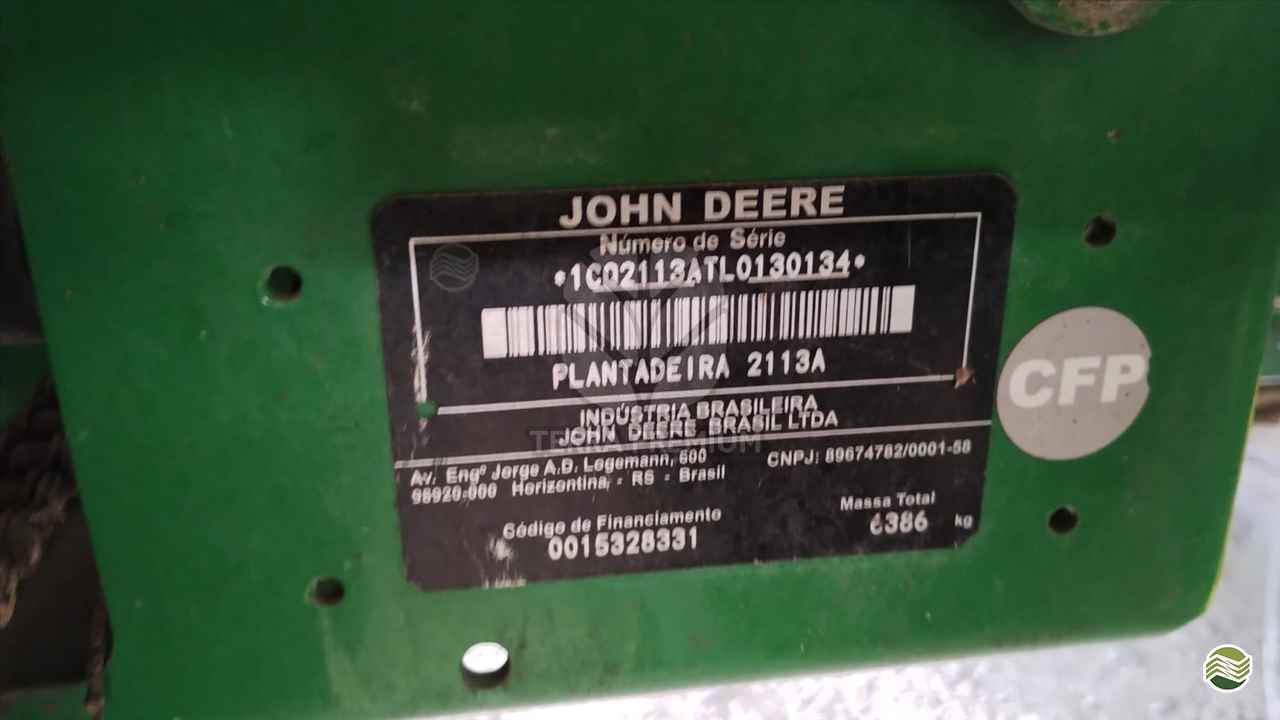 JOHN DEERE
Número de Série
*1CQ2113ATL0130134*
PLANTADEIRA 2113A
INDÚSTRIA BRASILEIRA
JOHN DEERE BRASIL LTDA
TERRA PREMIUM
Av. Engº Jorge A.D. Logemann, 600
98920-000 Horizontina, - RS - Brasil
CNPJ: 89674782/0001-58
Código de Financiamento
0015328331
Massa Total
6386 kg
CFP